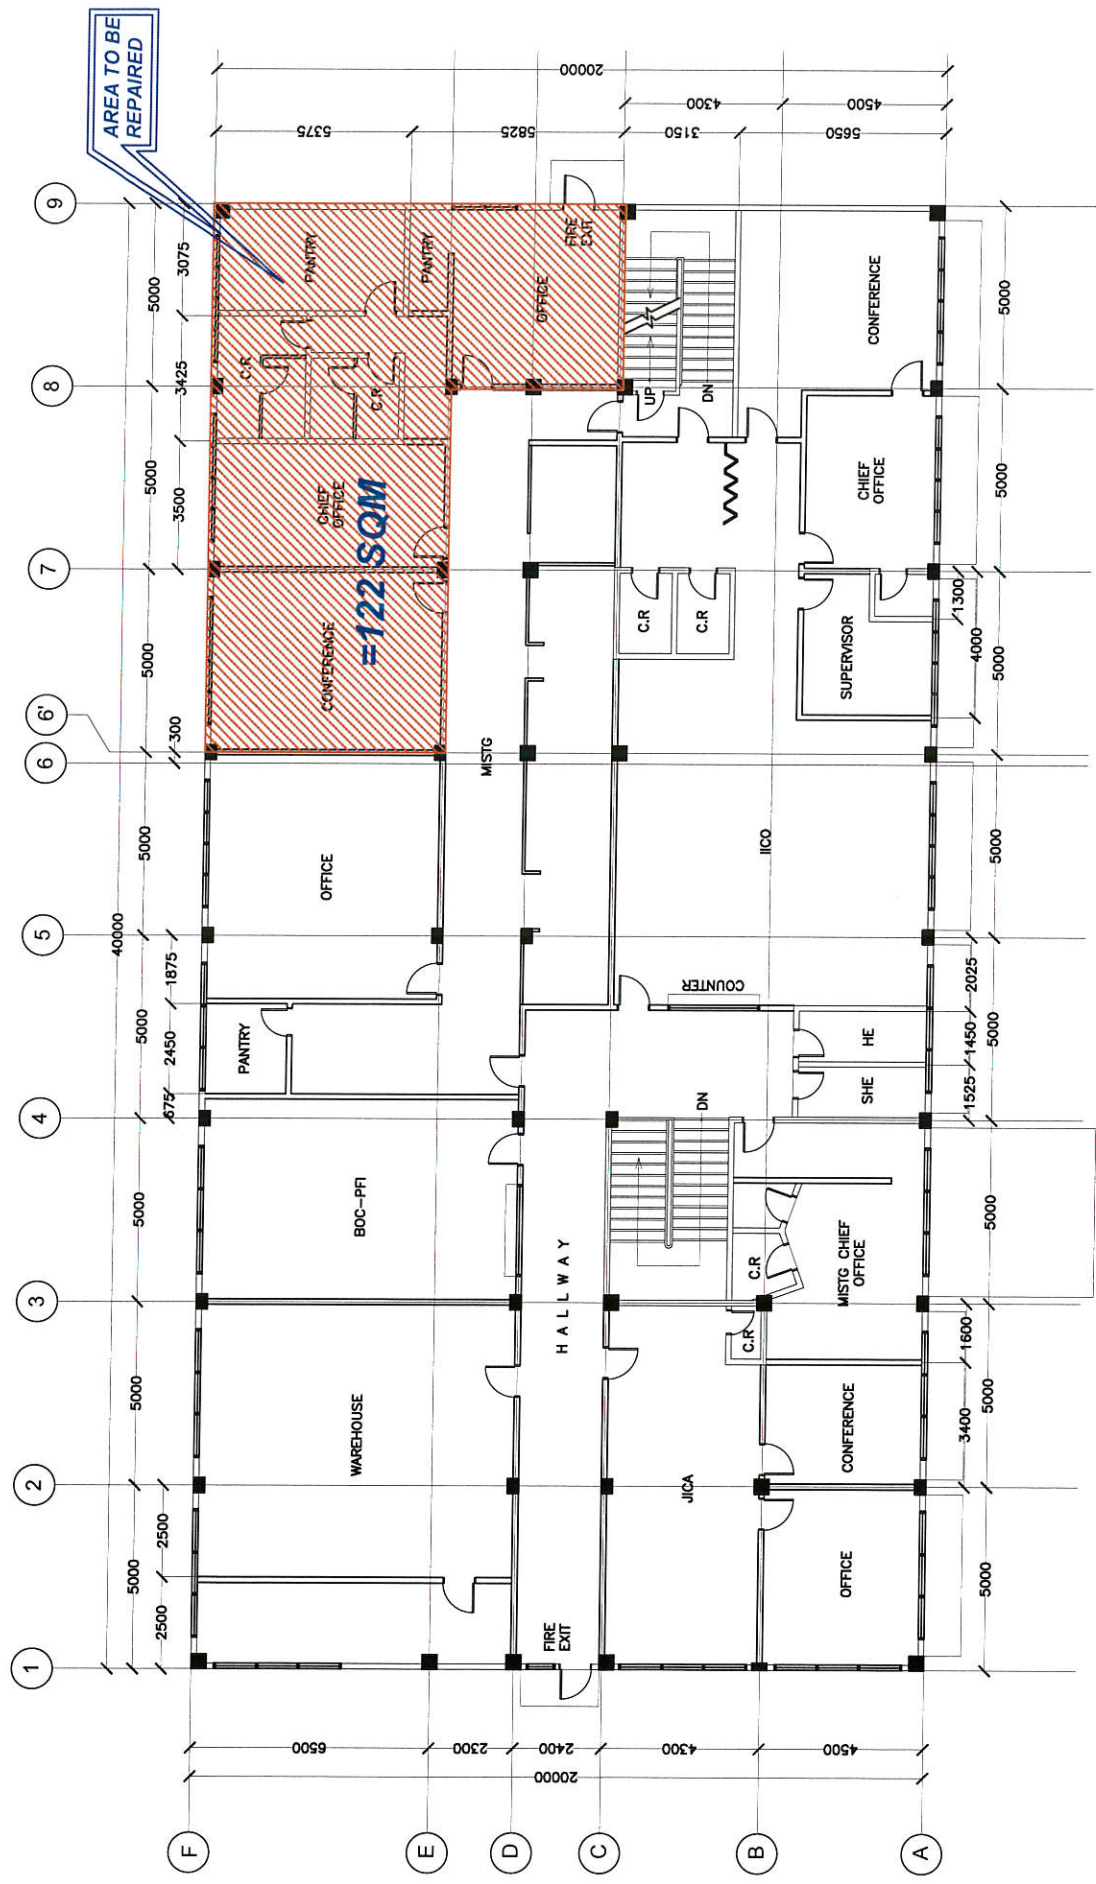 AREA TO BE
REPAIRED
9
8
7
6'
6
5
4
3
2
1
F
E
D
C
B
A
40000
5000
5000
5000
5000
5000
5000
5000
5000
3075
3425
3500
300
1875
2450
675
2500
2500
20000
5375
5825
3150
5650
4300
4500
PANTRY
PANTRY
FIRE
EXIT
OFFICE
C.R
C.R
CHIEF
OFFICE
=122 SQM
CONFERENCE
UP
DN
CONFERENCE
CHIEF
OFFICE
C.R
C.R
SUPERVISOR
MISTG
OFFICE
IICO
COUNTER
PANTRY
HE
SHE
DN
BOC-PFI
HALLWAY
C.R
C.R
MISTG CHIEF
OFFICE
WAREHOUSE
JICA
CONFERENCE
OFFICE
FIRE
EXIT
5000
5000
1300
4000
5000
5000
2025
1450
1525
5000
5000
1600
3400
5000
5000
6500
2300
2400
4300
4500
20000